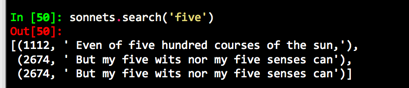 In [50]: sonnets.search('five')
Out[50]:
[(1112, ' Even of five hundred courses of the sun,'),
(2674, ' But my five wits nor my five senses can'),
(2674, ' But my five wits nor my five senses can')]